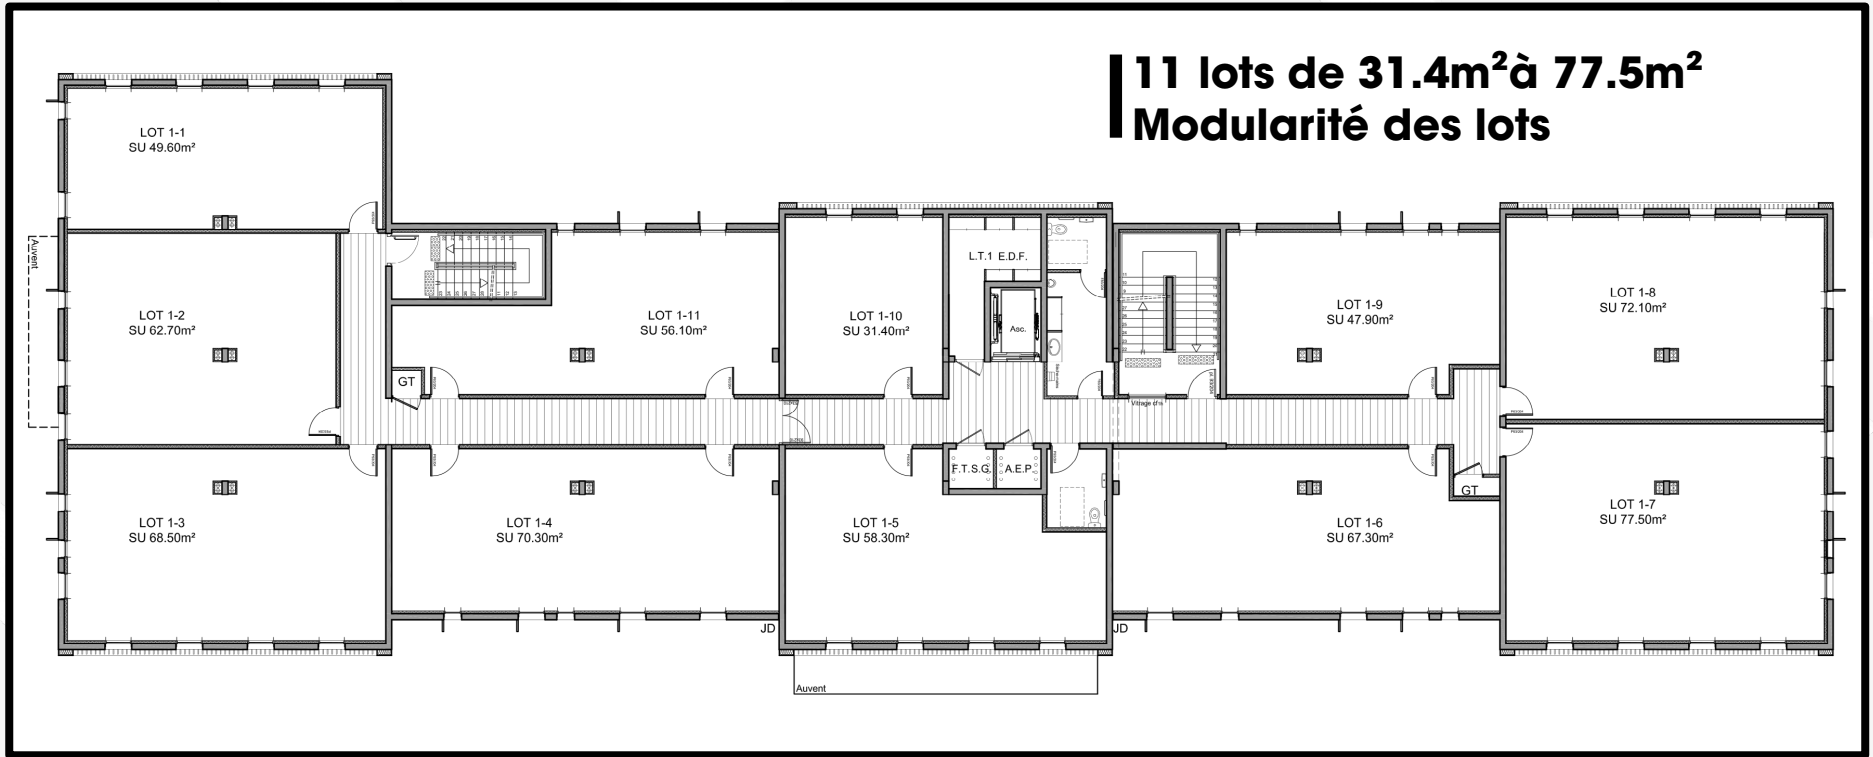 11 lots de 31.4m²à 77.5m²
Modularité des lots
LOT 1-1
SU 49.60m²
Auvent
LOT 1-2
SU 62.70m²
LOT 1-11
SU 56.10m²
GT
LOT 1-10
SU 31.40m²
L.T.1 E.D.F.
Asc.
LOT 1-9
SU 47.90m²
LOT 1-8
SU 72.10m²
Vitrage cf½
LOT 1-3
SU 68.50m²
LOT 1-4
SU 70.30m²
LOT 1-5
SU 58.30m²
F.T.S.G.
A.E.P.
LOT 1-6
SU 67.30m²
GT
LOT 1-7
SU 77.50m²
JD
JD
Auvent